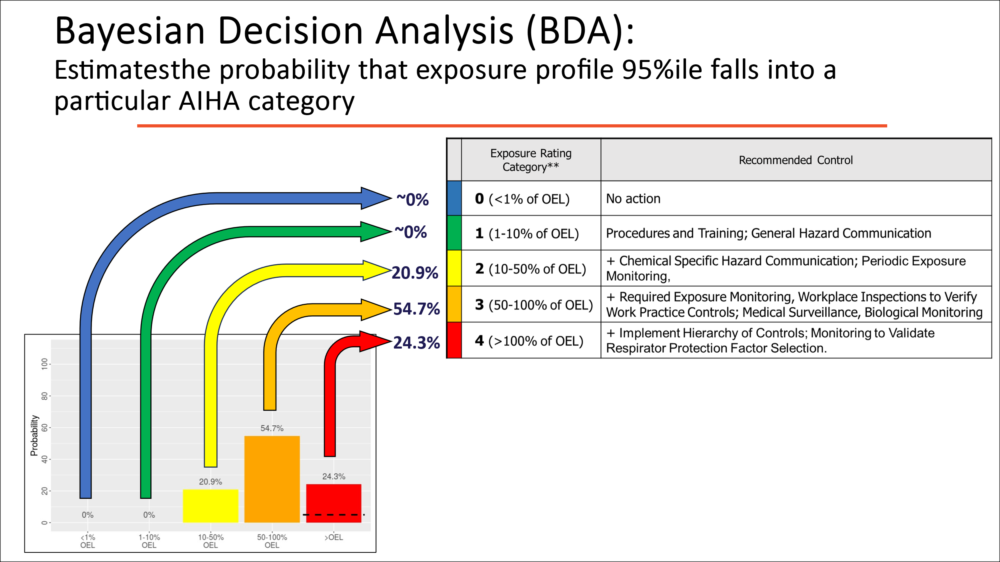 Bayesian Decision Analysis (BDA):
Estimatesthe probability that exposure profile 95%ile falls into a
particular AIHA category
Exposure Rating
Category**
Recommended Control
~0%
0 (<1% of OEL)
No action
~0%
1 (1-10% of OEL)
Procedures and Training; General Hazard Communication
20.9%
2 (10-50% of OEL)
+ Chemical Specific Hazard Communication; Periodic Exposure
Monitoring,
54.7%
3 (50-100% of OEL)
+ Required Exposure Monitoring, Workplace Inspections to Verify
Work Practice Controls; Medical Surveillance, Biological Monitoring
24.3%
4 (>100% of OEL)
+ Implement Hierarchy of Controls; Monitoring to Validate
Respirator Protection Factor Selection.
Probability
100
80
60
40
20
0
0%
0%
20.9%
54.7%
24.3%
<1%
OEL
1-10%
OEL
10-50%
OEL
50-100%
OEL
>OEL